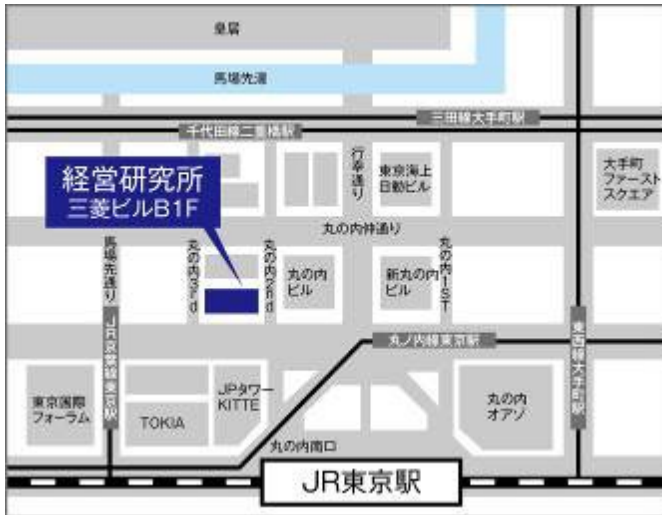 皇居
馬場先濠
三田線大手町駅
千代田線二重橋駅
経営研究所
三菱ビルB1F
行幸通り
東京海上
日動ビル
大手町
ファースト
スクエア
丸の内仲通り
馬場先通り
丸の内3rd
丸の内2nd
丸の内
ビル
新丸の内
ビル
丸の内1ST
JR京葉線東京駅
丸ノ内線東京駅
東西線大手町駅
東京国際
フォーラム
TOKIA
JPタワー
KITTE
丸の内
オアゾ
丸の内南口
JR東京駅